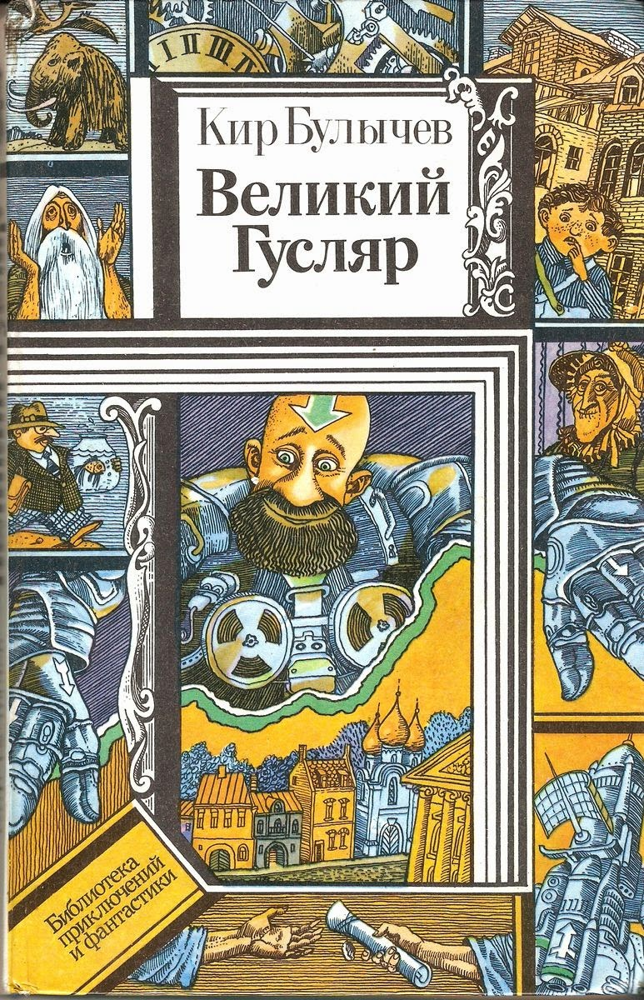 Кир Булычев
Великий
Гусляр
Библиотека
приключений
и фантастики